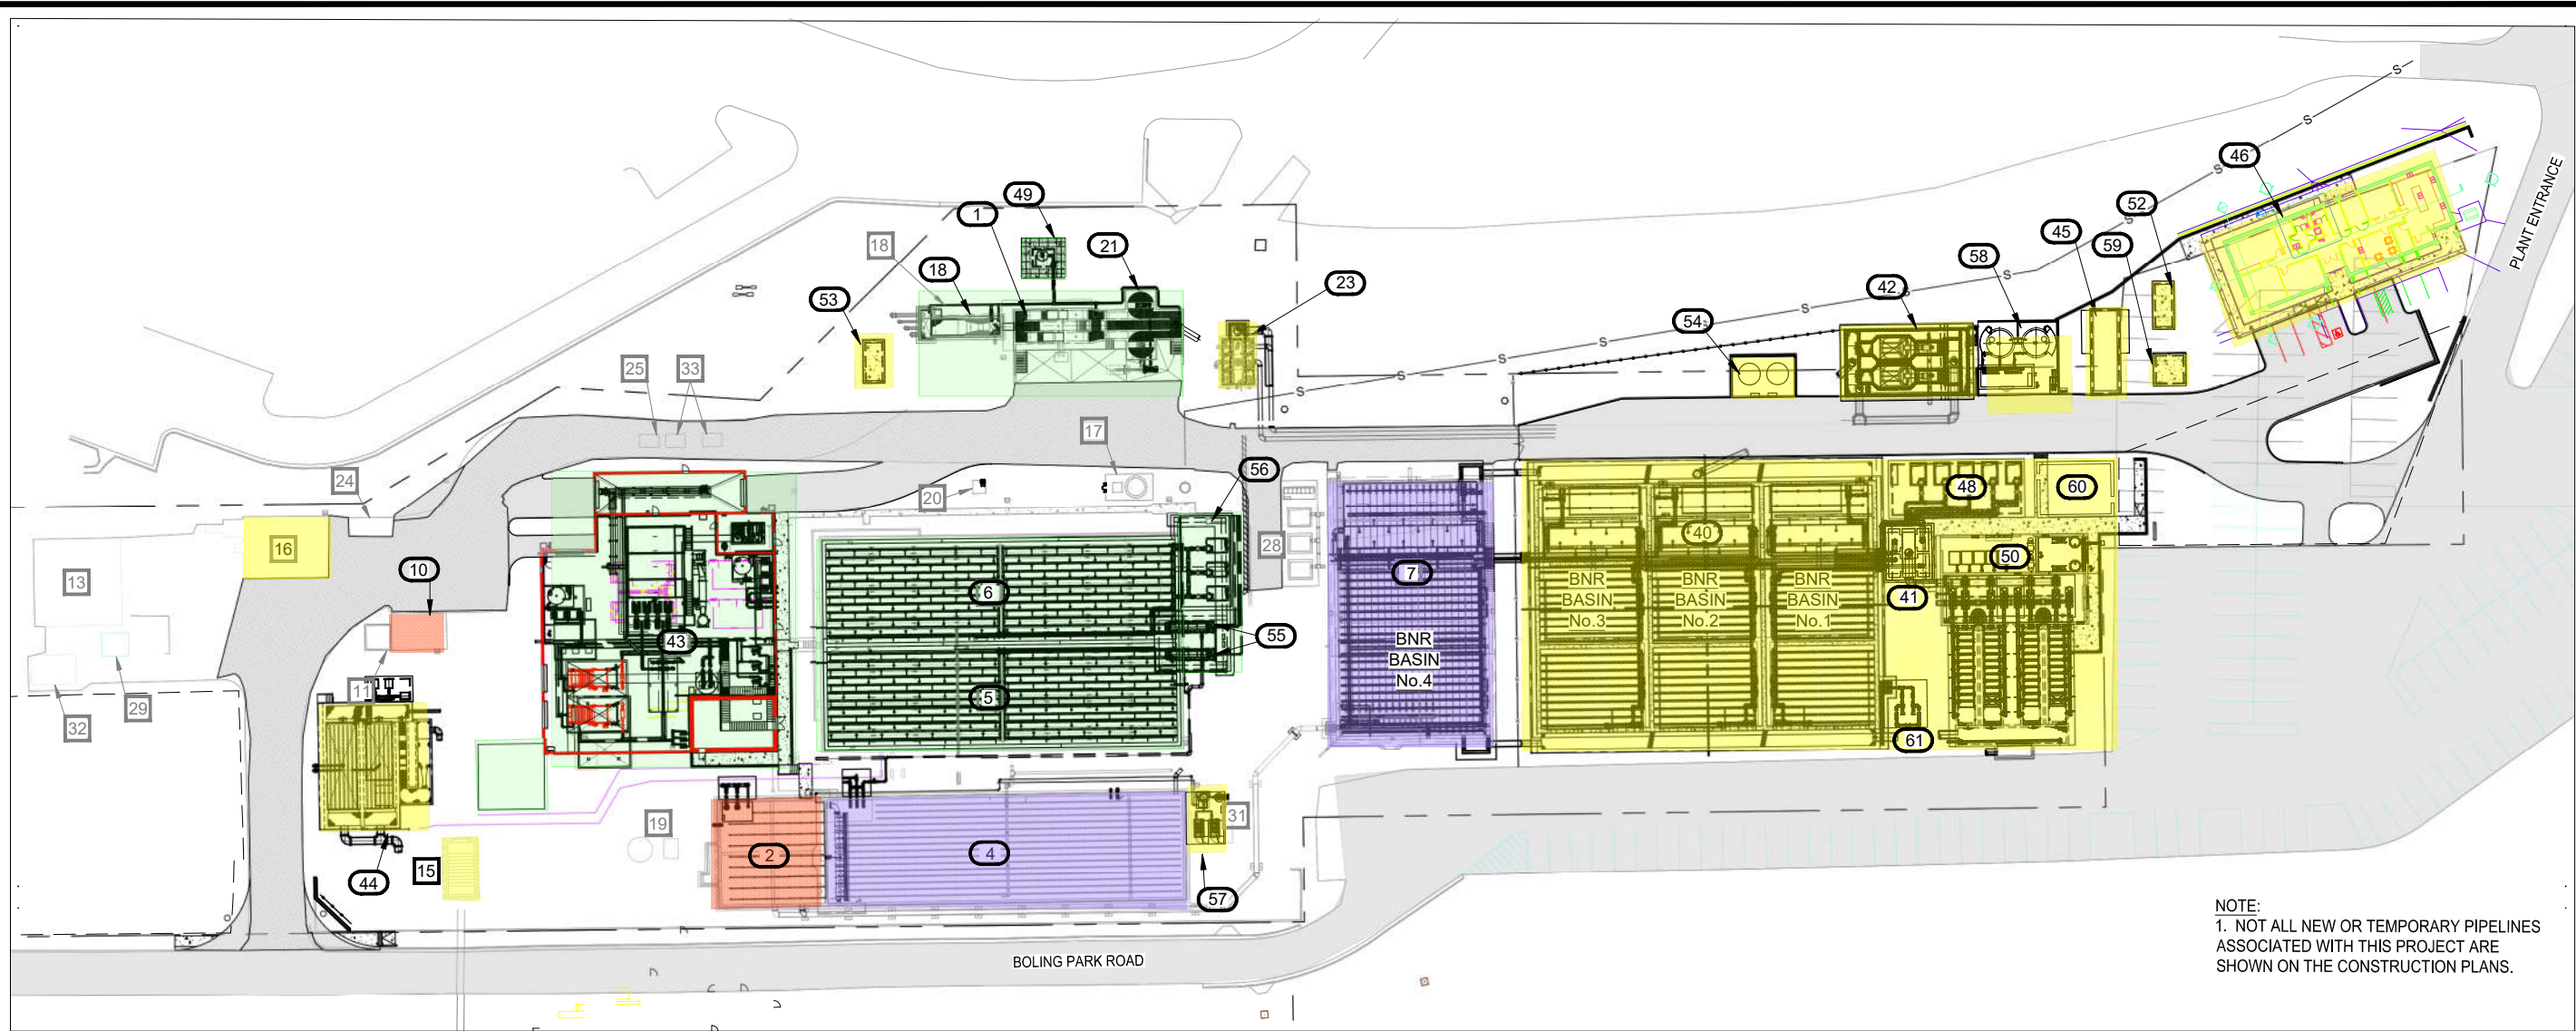 S
S
46
PLANT ENTRANCE
49
1
52
S
21
45
59
18
18
58
S
23
42
53
S
54
S
S
S
S
25
33
17
56
24
20
48
60
16
28
40
10
7
50
13
BNR
BASIN
No.3
BNR
BASIN
No.2
BNR
BASIN
No.1
6
41
55
43
BNR
BASIN
No.4
11
5
29
32
61
19
31
2
4
15
44
57
NOTE:
1. NOT ALL NEW OR TEMPORARY PIPELINES
ASSOCIATED WITH THIS PROJECT ARE
SHOWN ON THE CONSTRUCTION PLANS.
BOLING PARK ROAD